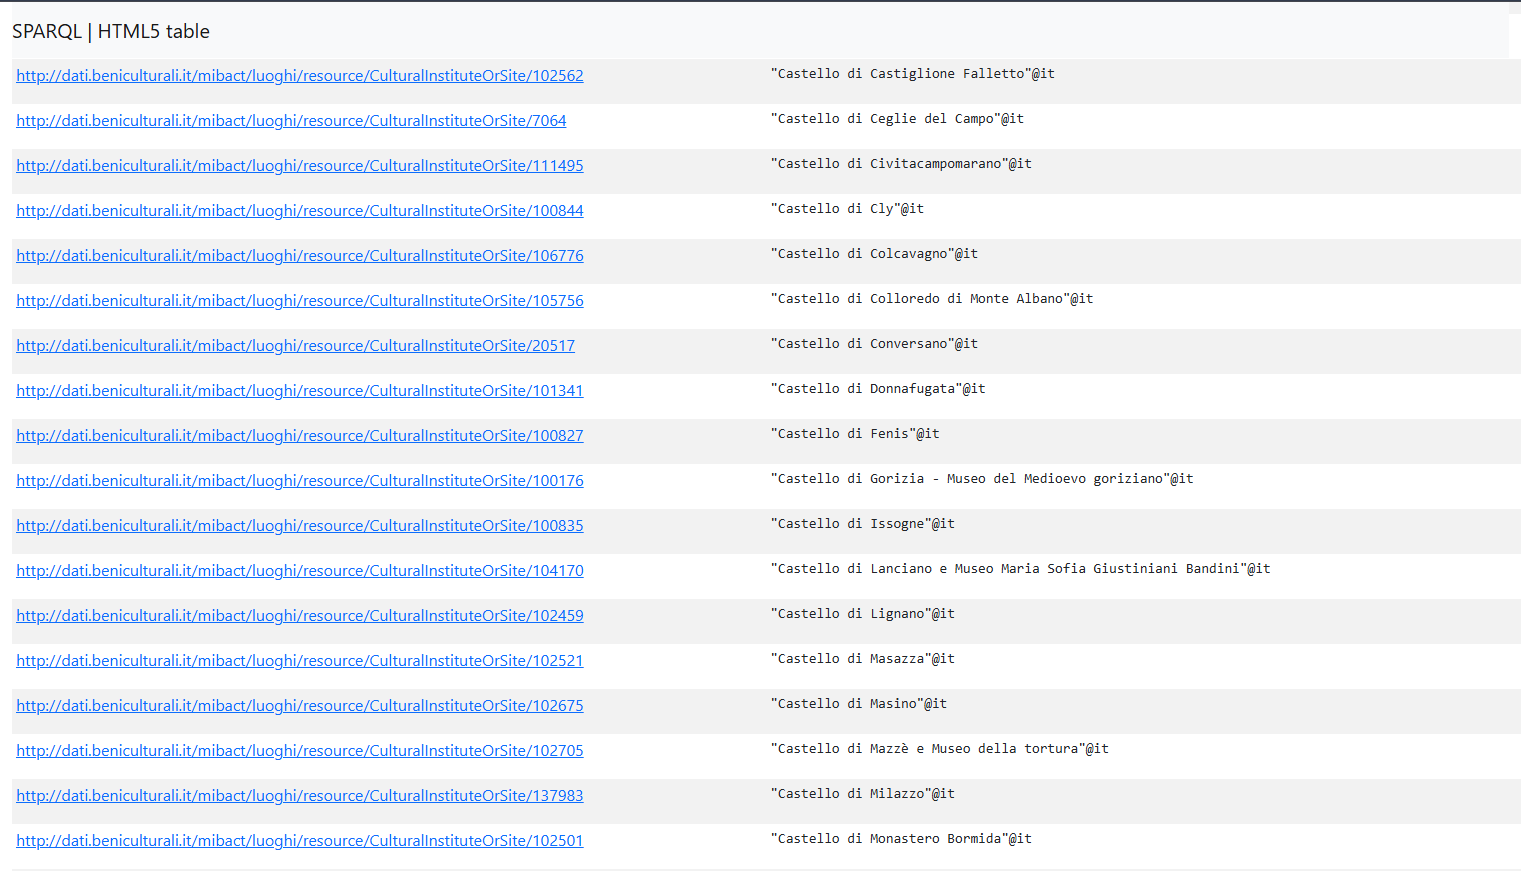 SPARQL | HTML5 table
http://dati.beniculturali.it/mibact/luoghi/resource/CulturalInstituteOrSite/102562 "Castello di Castiglione Falletto"@it
http://dati.beniculturali.it/mibact/luoghi/resource/CulturalInstituteOrSite/7064 "Castello di Ceglie del Campo"@it
http://dati.beniculturali.it/mibact/luoghi/resource/CulturalInstituteOrSite/111495 "Castello di Civitacampomarano"@it
http://dati.beniculturali.it/mibact/luoghi/resource/CulturalInstituteOrSite/100844 "Castello di Cly"@it
http://dati.beniculturali.it/mibact/luoghi/resource/CulturalInstituteOrSite/106776 "Castello di Colcavagno"@it
http://dati.beniculturali.it/mibact/luoghi/resource/CulturalInstituteOrSite/105756 "Castello di Colloredo di Monte Albano"@it
http://dati.beniculturali.it/mibact/luoghi/resource/CulturalInstituteOrSite/20517 "Castello di Conversano"@it
http://dati.beniculturali.it/mibact/luoghi/resource/CulturalInstituteOrSite/101341 "Castello di Donnafugata"@it
http://dati.beniculturali.it/mibact/luoghi/resource/CulturalInstituteOrSite/100827 "Castello di Fenis"@it
http://dati.beniculturali.it/mibact/luoghi/resource/CulturalInstituteOrSite/100176 "Castello di Gorizia - Museo del Medioevo goriziano"@it
http://dati.beniculturali.it/mibact/luoghi/resource/CulturalInstituteOrSite/100835 "Castello di Issogne"@it
http://dati.beniculturali.it/mibact/luoghi/resource/CulturalInstituteOrSite/104170 "Castello di Lanciano e Museo Maria Sofia Giustiniani Bandini"@it
http://dati.beniculturali.it/mibact/luoghi/resource/CulturalInstituteOrSite/102459 "Castello di Lignano"@it
http://dati.beniculturali.it/mibact/luoghi/resource/CulturalInstituteOrSite/102521 "Castello di Masazza"@it
http://dati.beniculturali.it/mibact/luoghi/resource/CulturalInstituteOrSite/102675 "Castello di Masino"@it
http://dati.beniculturali.it/mibact/luoghi/resource/CulturalInstituteOrSite/102705 "Castello di Mazzè e Museo della tortura"@it
http://dati.beniculturali.it/mibact/luoghi/resource/CulturalInstituteOrSite/137983 "Castello di Milazzo"@it
http://dati.beniculturali.it/mibact/luoghi/resource/CulturalInstituteOrSite/102501 "Castello di Monastero Bormida"@it